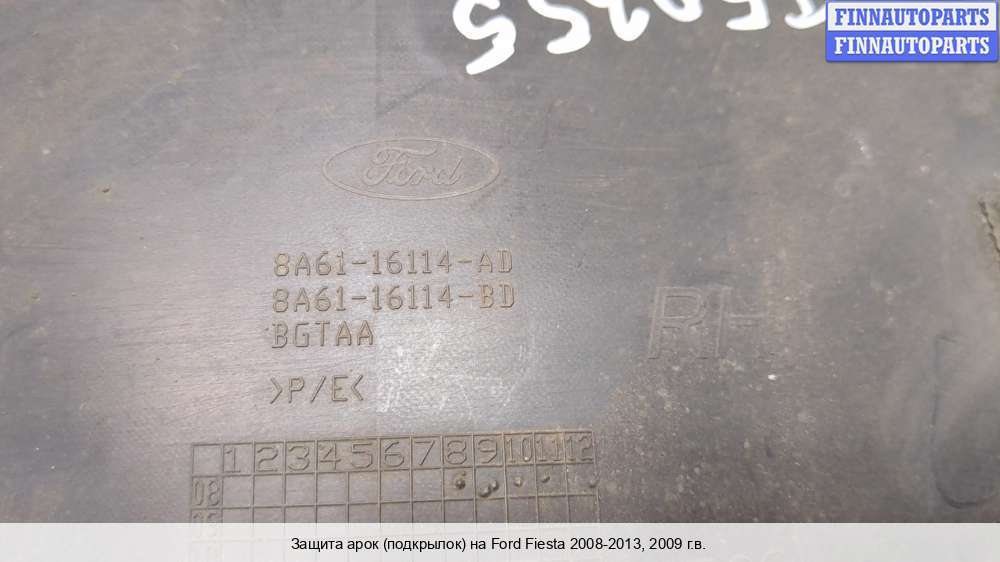 FINNAUTOPARTS
FINNAUTOPARTS
Ford
8A61-16114-AD
8A61-16114-BD
BGTAA
RH
>P/E<
1 2 3 4 5 6 7 8 9 10 11 12
08
Защита арок (подкрылок) на Ford Fiesta 2008-2013, 2009 г.в.